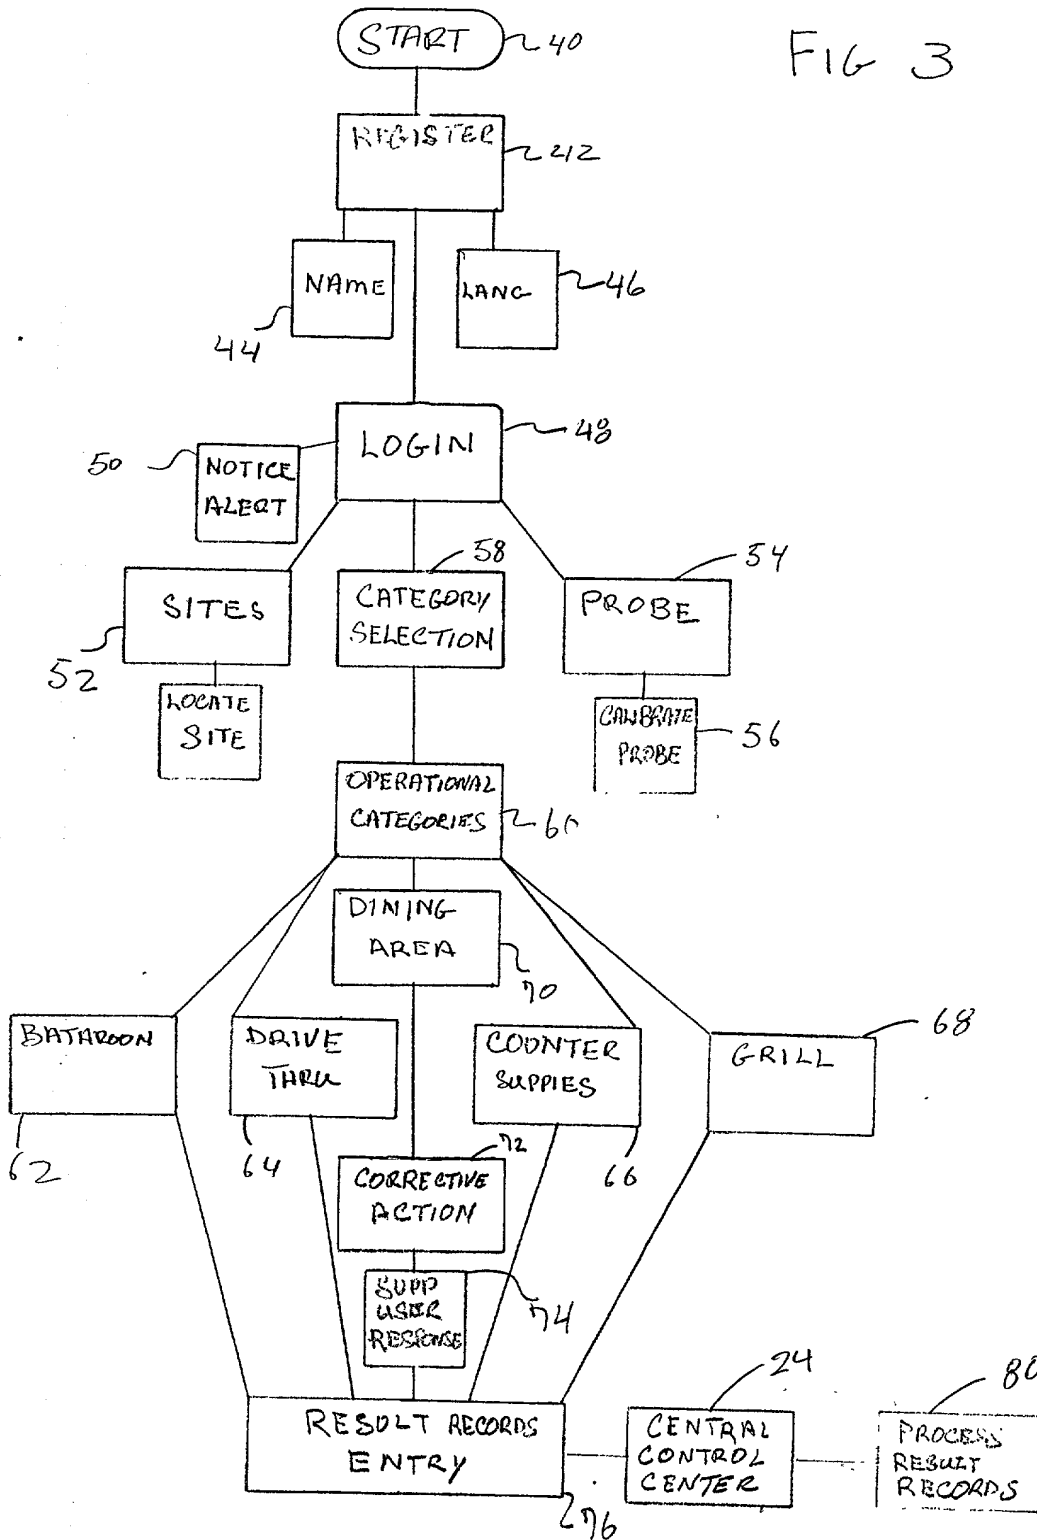 START
40
FIG 3
REGISTER
212
NAME
44
LANG
46
LOGIN
48
50
NOTICE
ALERT
SITES
52
LOCATE
SITE
58
CATEGORY
SELECTION
54
PROBE
CALIBRATE
PROBE
56
OPERATIONAL
CATEGORIES
DINING
AREA
70
BATAROON
62
DRIVE
THRU
64
COUNTER
SUPPIES
66
GRILL
68
72
CORRECTIVE
ACTION
SUPP
USER
RESPONSE
74
RESULT RECORDS
ENTRY
76
24
CENTRAL
CONTROL
CENTER
80
PROCESS
RESULT
RECORDS